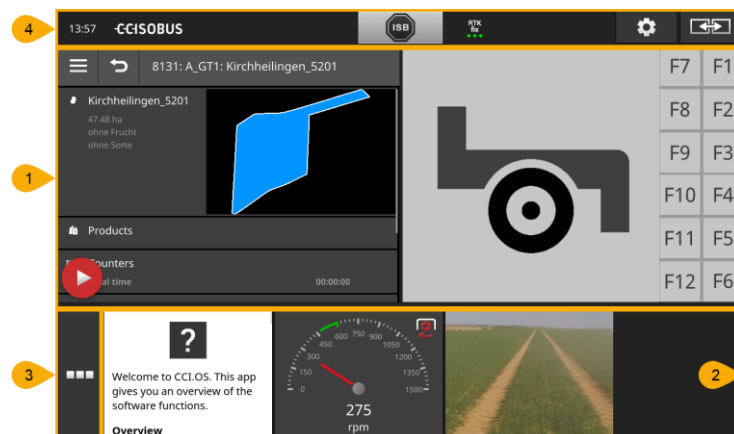 4
13:57
CCISOBUS
ISB
RTK
fix
8131: A_GT1: Kirchheilingen_5201
F7
F1
Kirchheilingen_5201
47.48 ha
ohne Frucht
ohne Sorte
F8
F2
F9
F3
1
F10
F4
Products
F11
F5
Counters
al time
00:00:00
F12
F6
3
?
Welcome to CCI.OS. This app
gives you an overview of the
software functions.
Overview
0
150
300
450
600
750
900
1050
1200
1350
1500
275
rpm
2